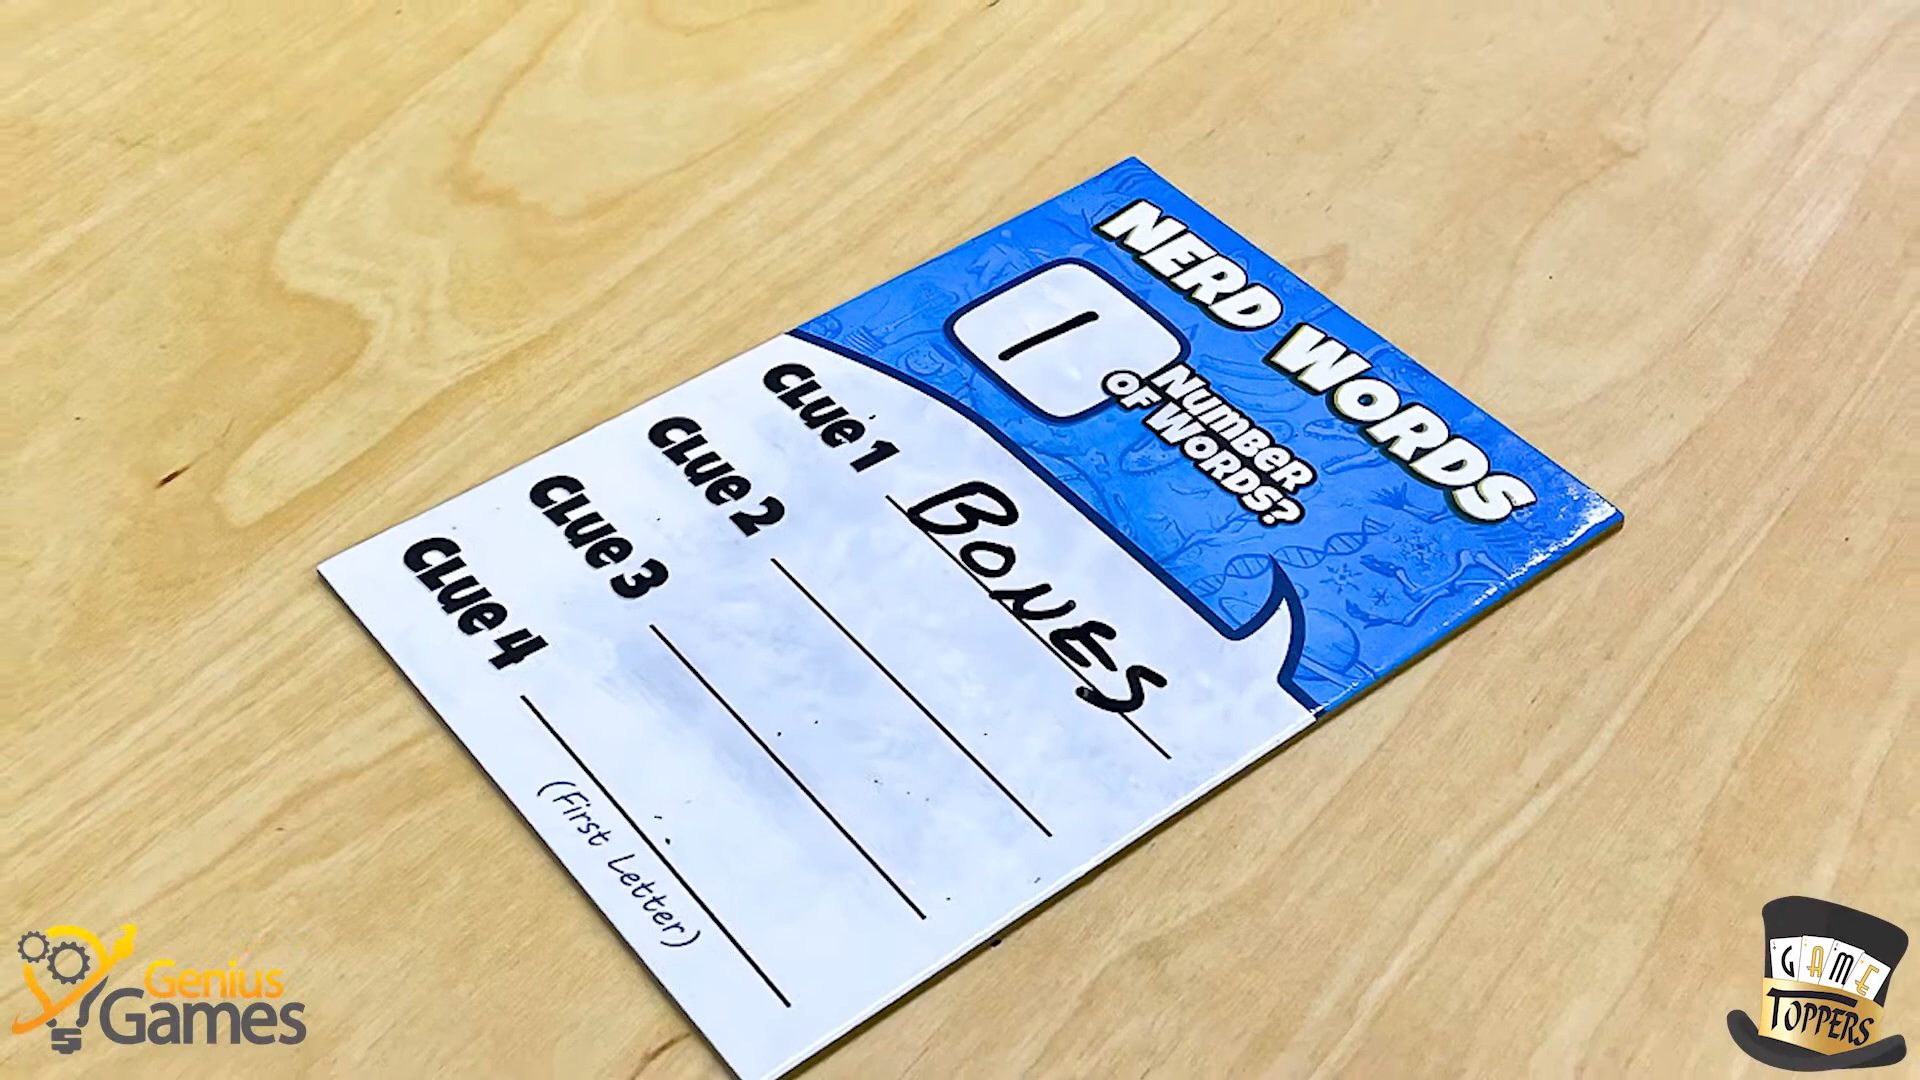 NERD WORDS
1
Number
of Words?
Clue 1 BONES
Clue 2
Clue 3
Clue 4
(First Letter)
Genius
Games
GAME
TOPPERS